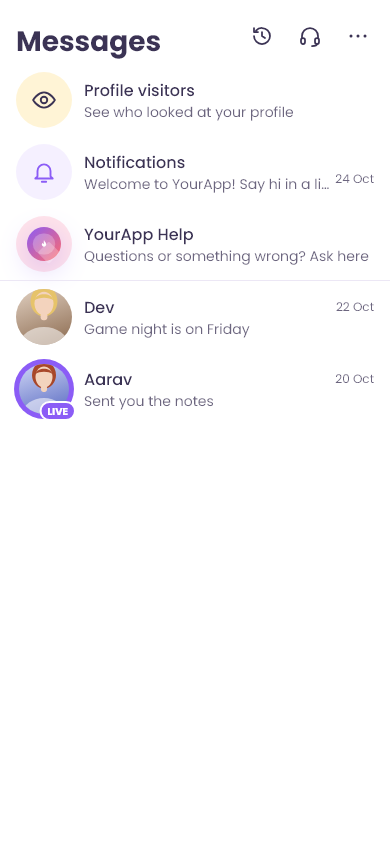 Messages
Profile visitors
See who looked at your profile
Notifications
Welcome to YourApp! Say hi in a li...
24 Oct
YourApp Help
Questions or something wrong? Ask here
Dev
22 Oct
Game night is on Friday
Aarav
20 Oct
Sent you the notes
LIVE